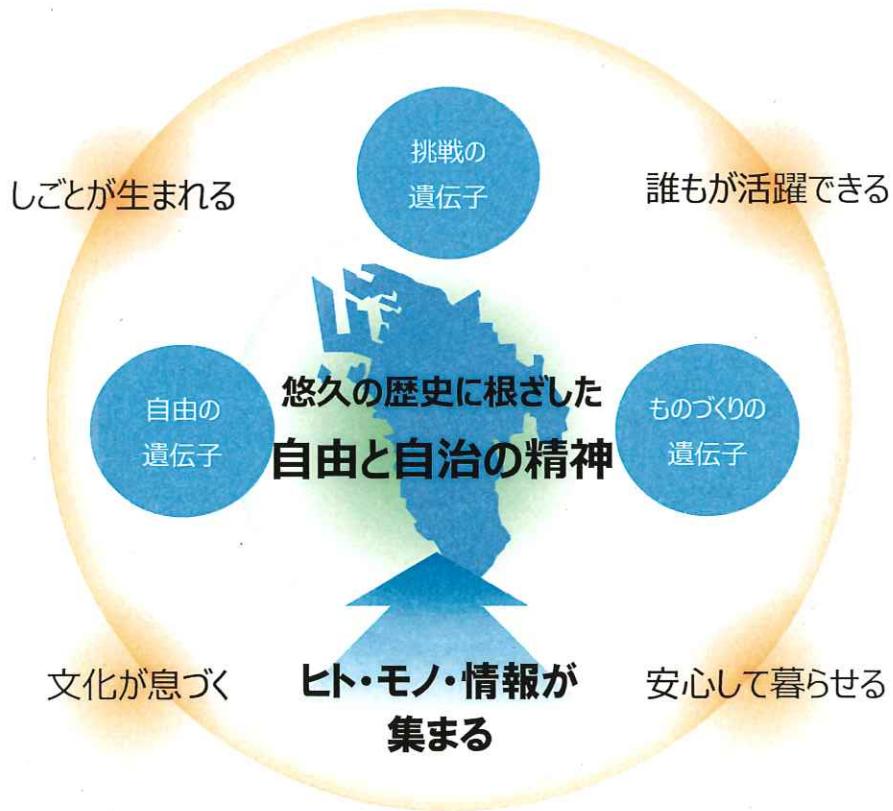 挑戦の
遺伝子
しごとが生まれる
誰もが活躍できる
悠久の歴史に根ざした
自由と自治の精神
自由の
遺伝子
ものづくりの
遺伝子
文化が息づく
ヒト・モノ・情報が
集まる
安心して暮らせる